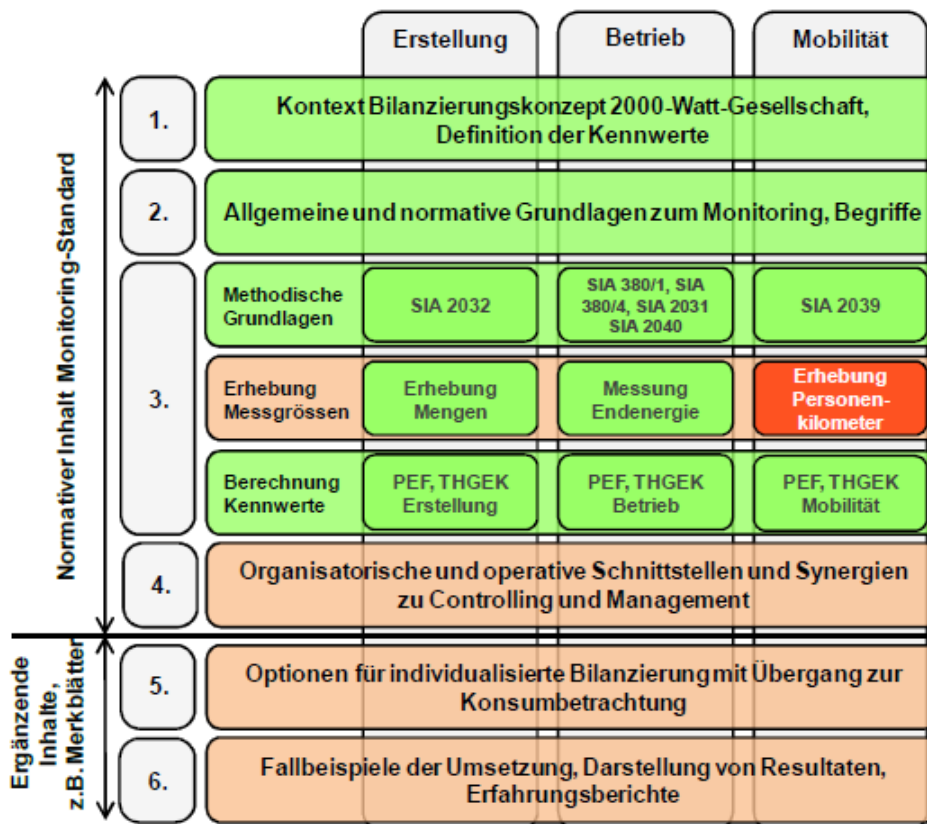 Erstellung
Betrieb
Mobilität
Normativer Inhalt Monitoring-Standard
1.
Kontext Bilanzierungskonzept 2000-Watt-Gesellschaft,
Definition der Kennwerte
2.
Allgemeine und normative Grundlagen zum Monitoring, Begriffe
3.
Methodische
Grundlagen
SIA 2032
SIA 380/1, SIA
380/4, SIA 2031
SIA 2040
SIA 2039
Erhebung
Messgrössen
Erhebung
Mengen
Messung
Endenergie
Erhebung
Personen-
kilometer
Berechnung
Kennwerte
PEF, THGEK
Erstellung
PEF, THGEK
Betrieb
PEF, THGEK
Mobilität
4.
Organisatorische und operative Schnittstellen und Synergien
zu Controlling und Management
Ergänzende
Inhalte,
z.B. Merkblätter
5.
Optionen für individualisierte Bilanzierung mit Übergang zur
Konsumbetrachtung
6.
Fallbeispiele der Umsetzung, Darstellung von Resultaten,
Erfahrungsberichte